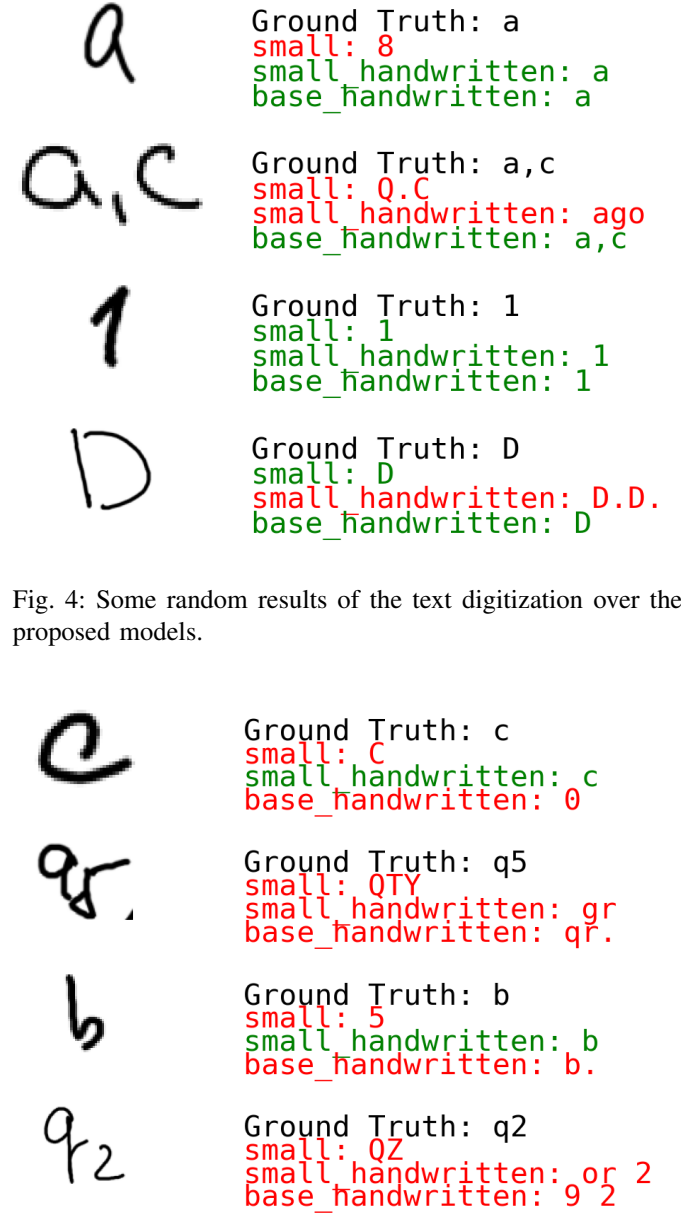 a
Ground Truth: a
small: 8
small_handwritten: a
base_handwritten: a
a,c
Ground Truth: a,c
small: Q.C
small_handwritten: ago
base_handwritten: a,c
1
Ground Truth: 1
small: 1
small_handwritten: 1
base_handwritten: 1
D
Ground Truth: D
small: D
small_handwritten: D.D.
base_handwritten: D
Fig. 4: Some random results of the text digitization over the
proposed models.
c
Ground Truth: c
small: C
small_handwritten: c
base_handwritten: 0
q5
Ground Truth: q5
small: QTY
small_handwritten: gr
base_handwritten: qr.
b
Ground Truth: b
small: 5
small_handwritten: b
base_handwritten: b.
q2
Ground Truth: q2
small: QZ
small_handwritten: or 2
base_handwritten: 9 2